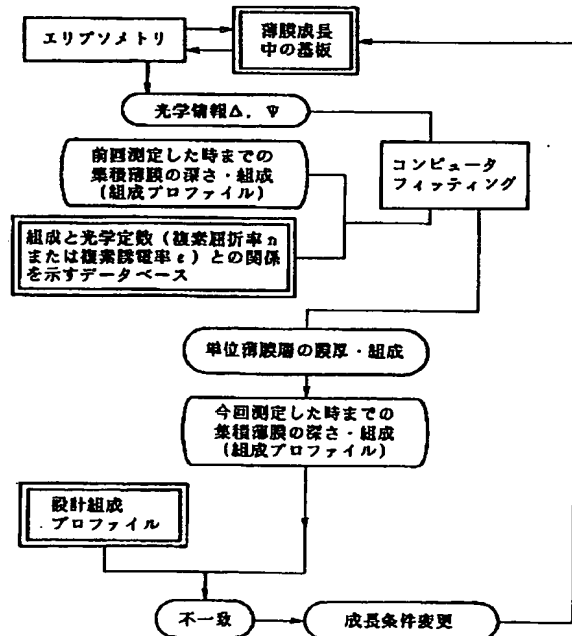 エリプソメトリ
薄膜成長
中の基板
光学情報Δ, Ψ
前回測定した時までの
集積薄膜の深さ・組成
(組成プロファイル)
コンピュータ
フィッティング
組成と光学定数(複素屈折率n
または複素誘電率ε)との関係
を示すデータベース
単位薄膜層の膜厚・組成
今回測定した時までの
集積薄膜の深さ・組成
(組成プロファイル)
設計組成
プロファイル
不一致
成長条件変更